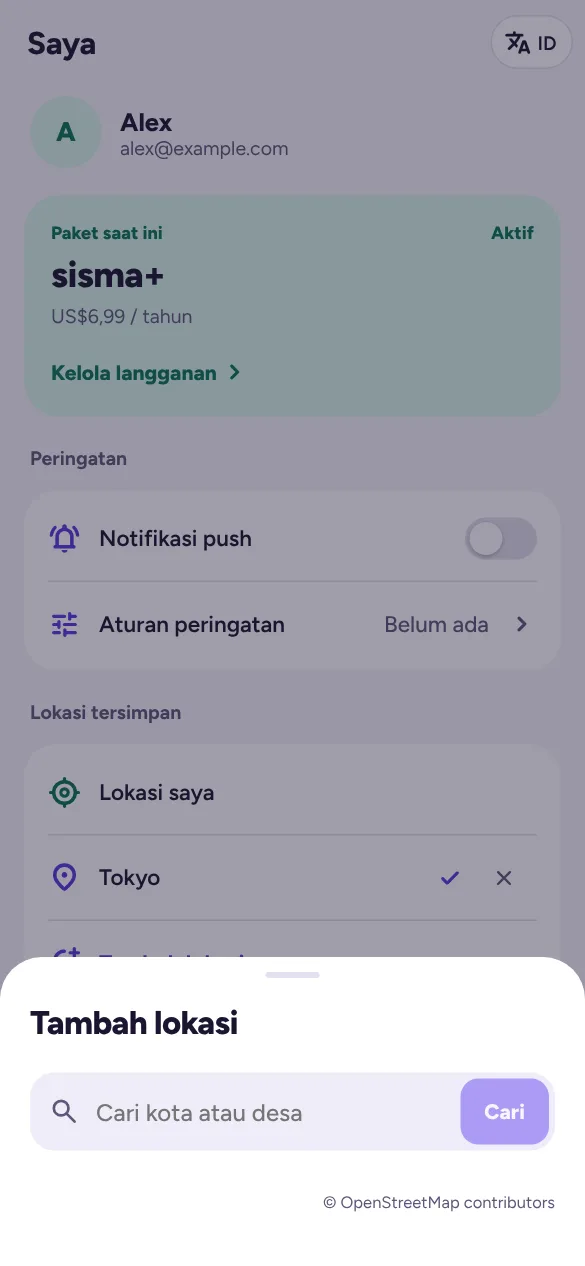 Saya
ID
A
Alex
alex@example.com
Paket saat ini
Aktif
sisma+
US$6,99 / tahun
Kelola langganan
Peringatan
Notifikasi push
Aturan peringatan
Belum ada
Lokasi tersimpan
Lokasi saya
Tokyo
Tambah lokasi
Cari kota atau desa
Cari
© OpenStreetMap contributors